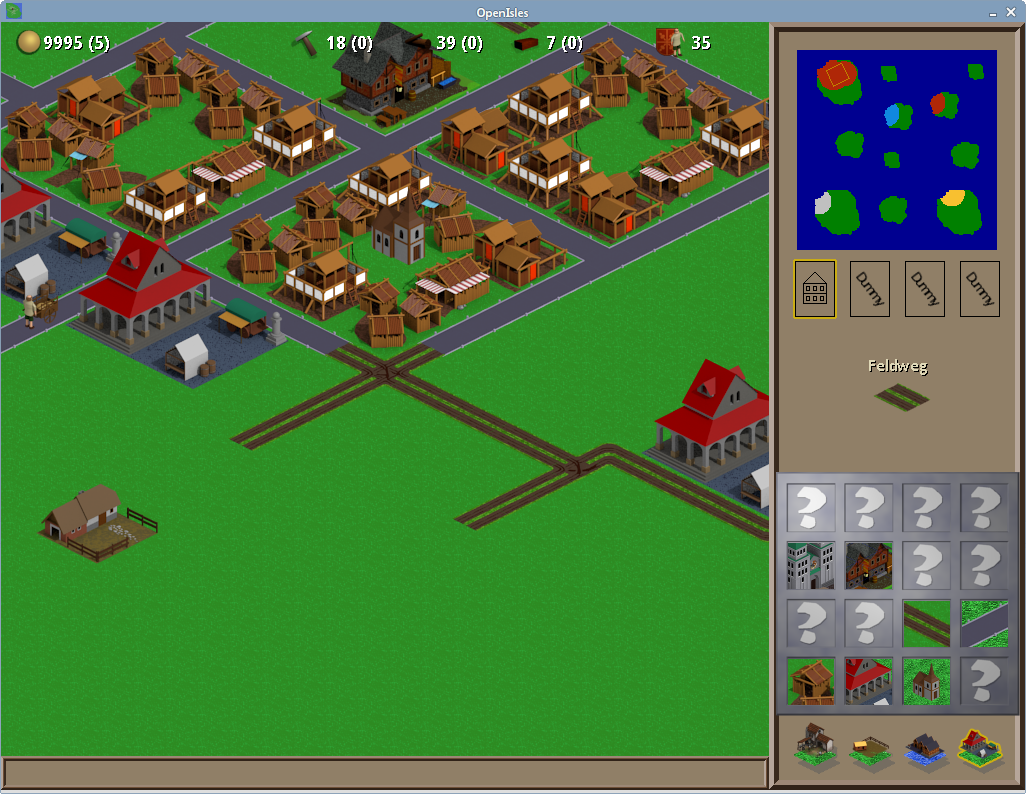 OpenIsles
9995 (5)
18 (0)
39 (0)
7 (0)
35
Dummy
Dummy
Dummy
Feldweg
? ? ? ?
? ?
? ?
?